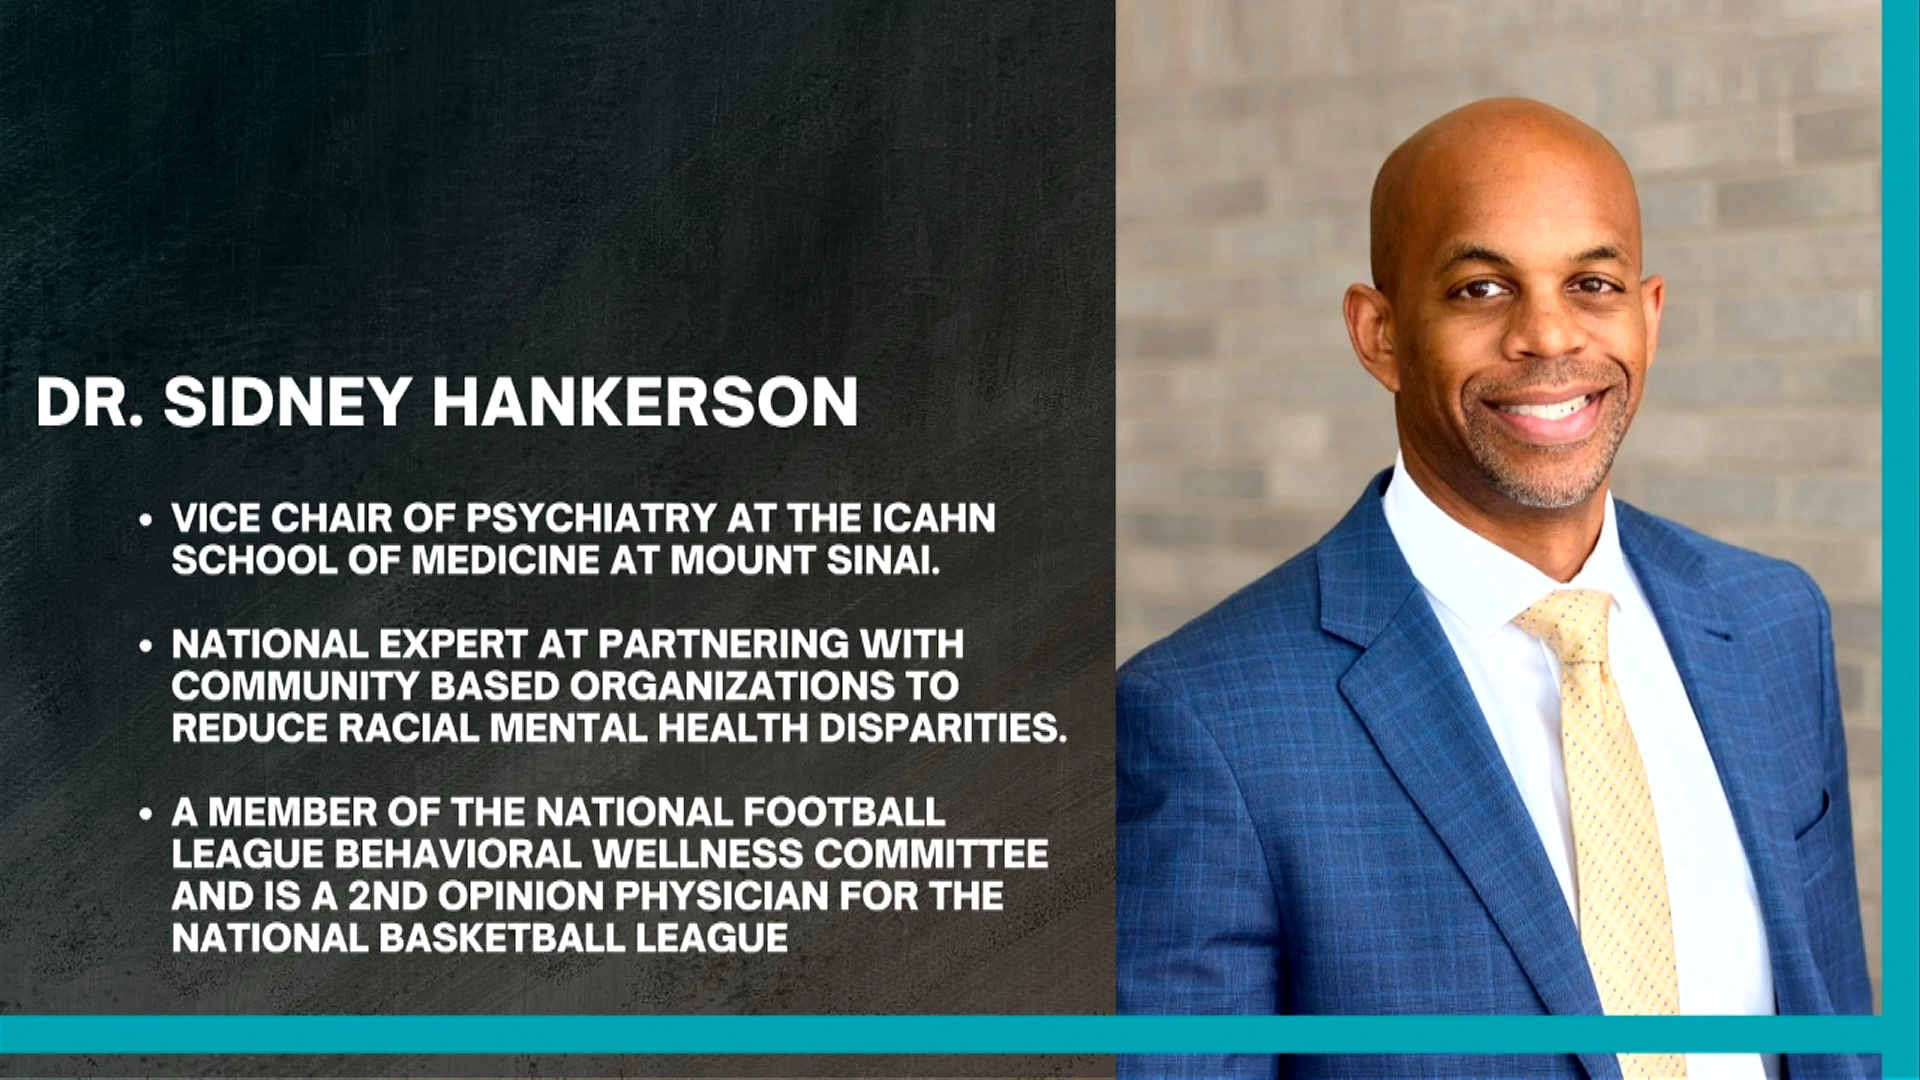 DR. SIDNEY HANKERSON
• VICE CHAIR OF PSYCHIATRY AT THE ICAHN
SCHOOL OF MEDICINE AT MOUNT SINAI.
• NATIONAL EXPERT AT PARTNERING WITH
COMMUNITY BASED ORGANIZATIONS TO
REDUCE RACIAL MENTAL HEALTH DISPARITIES.
• A MEMBER OF THE NATIONAL FOOTBALL
LEAGUE BEHAVIORAL WELLNESS COMMITTEE
AND IS A 2ND OPINION PHYSICIAN FOR THE
NATIONAL BASKETBALL LEAGUE